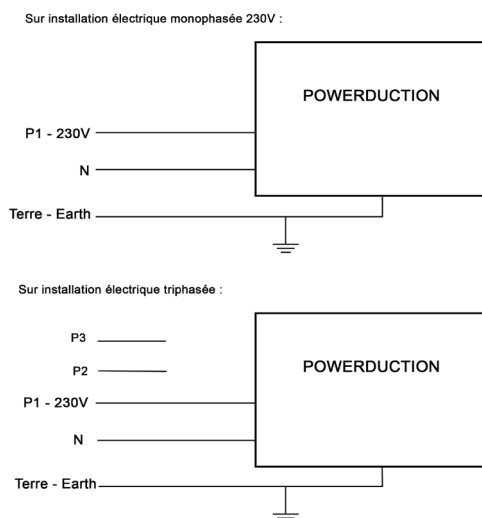 Sur installation électrique monophasée 230V :
POWERDUCTION
P1 - 230V
N
Terre - Earth
Sur installation électrique triphasée :
P3
P2
POWERDUCTION
P1 - 230V
N
Terre - Earth